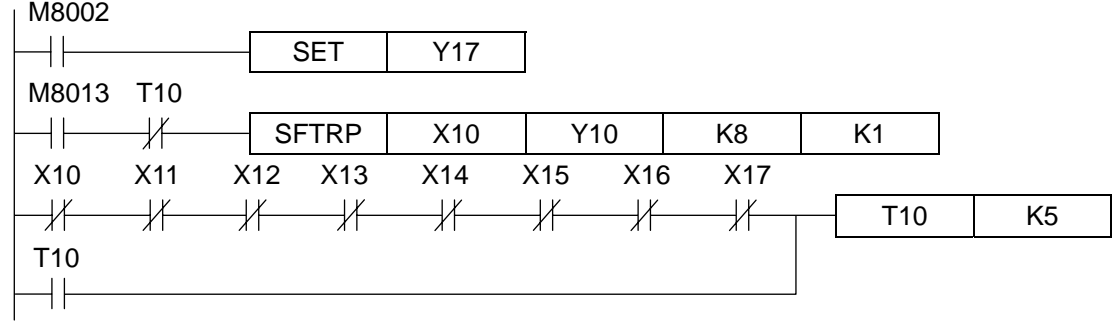 M8002
SET Y17
M8013 T10
SFTRP X10 Y10 K8 K1
X10 X11 X12 X13 X14 X15 X16 X17
T10 K5
T10